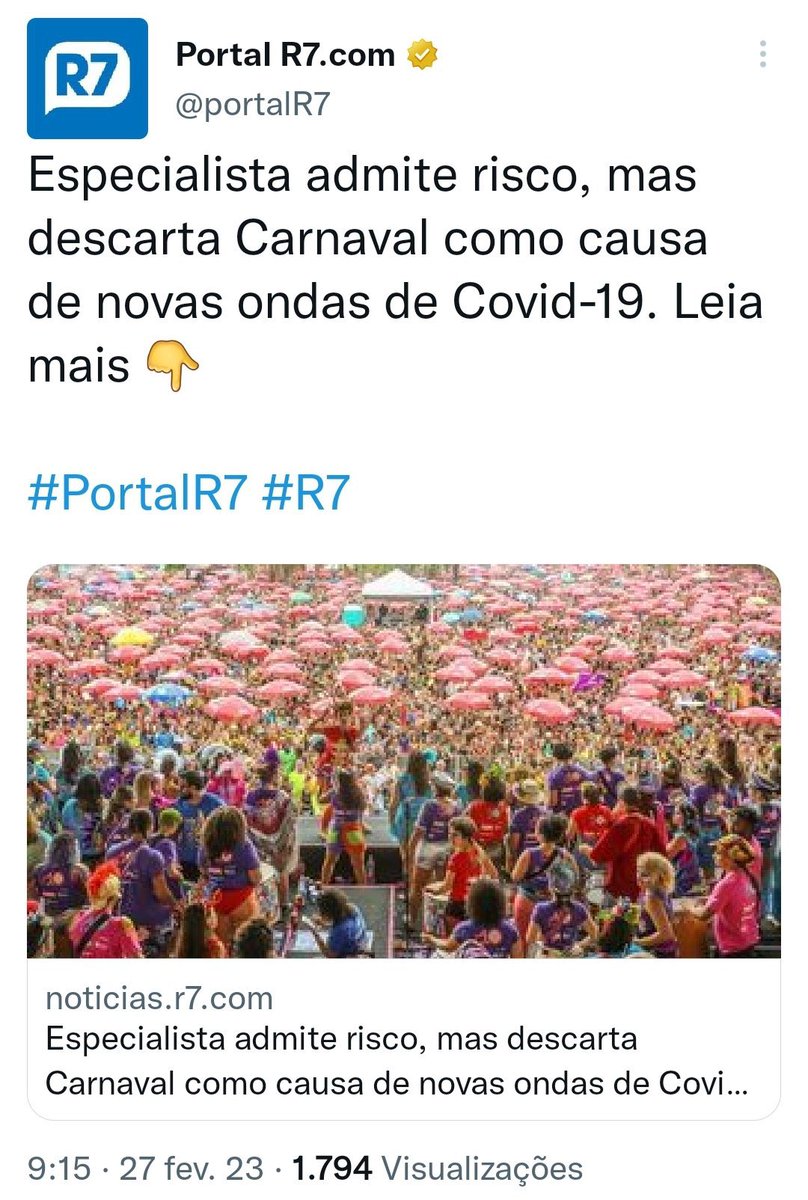 R7
Portal R7.com
@portalR7
Especialista admite risco, mas
descarta Carnaval como causa
de novas ondas de Covid-19. Leia
mais 👇
#PortalR7 #R7
noticias.r7.com
Especialista admite risco, mas descarta
Carnaval como causa de novas ondas de Covi...
9:15 · 27 fev. 23 · 1.794 Visualizações